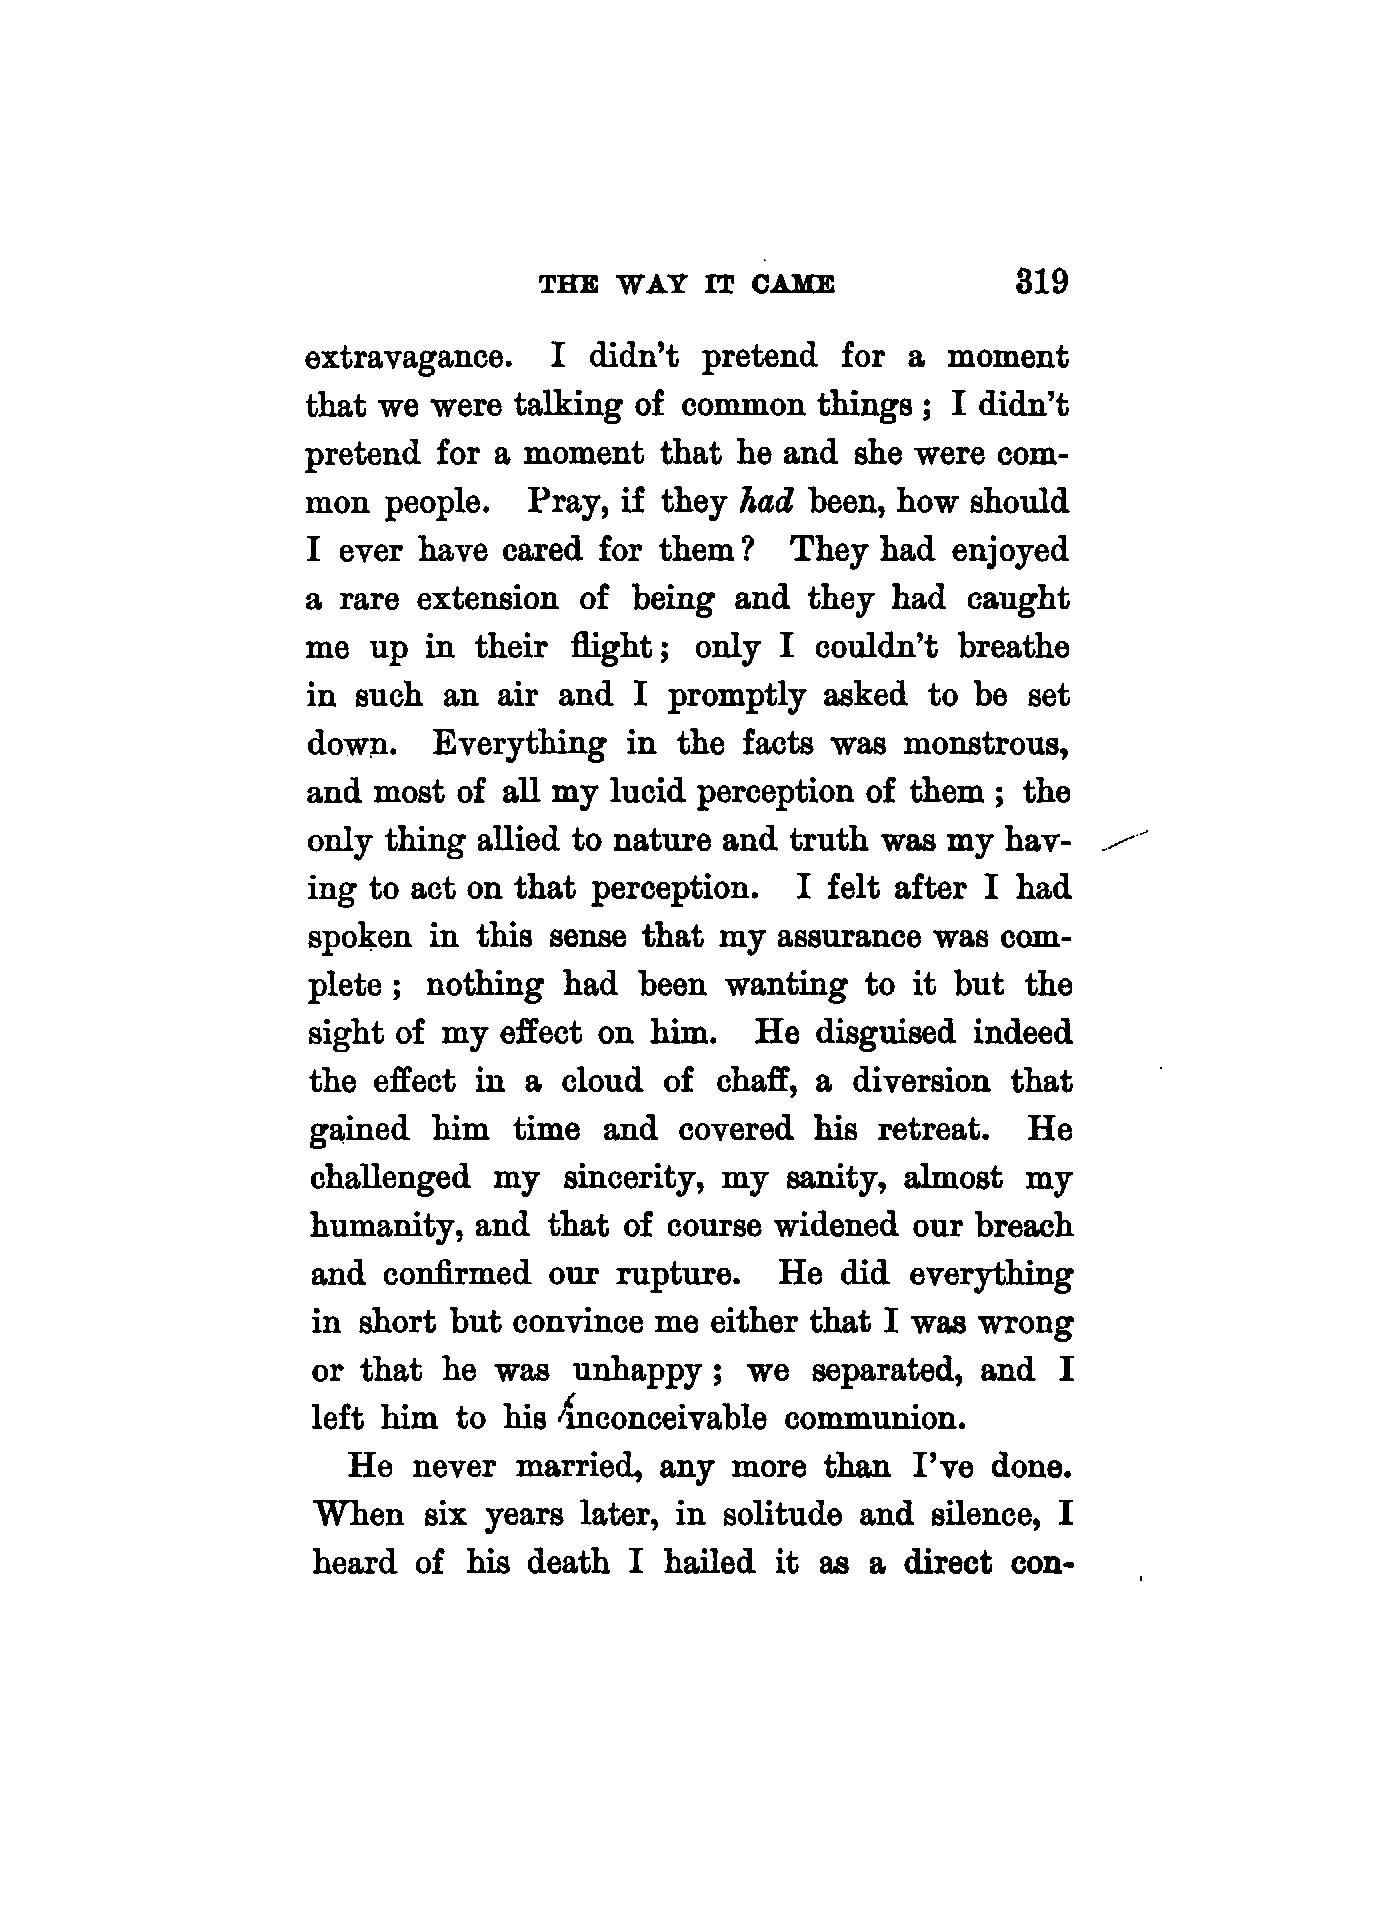 THE WAY IT CAME 319
extravagance. I didn't pretend for a moment
that we were talking of common things ; I didn't
pretend for a moment that he and she were com-
mon people. Pray, if they had been, how should
I ever have cared for them? They had enjoyed
a rare extension of being and they had caught
me up in their flight; only I couldn't breathe
in such an air and I promptly asked to be set
down. Everything in the facts was monstrous,
and most of all my lucid perception of them ; the
only thing allied to nature and truth was my hav-
ing to act on that perception. I felt after I had
spoken in this sense that my assurance was com-
plete ; nothing had been wanting to it but the
sight of my effect on him. He disguised indeed
the effect in a cloud of chaff, a diversion that
gained him time and covered his retreat. He
challenged my sincerity, my sanity, almost my
humanity, and that of course widened our breach
and confirmed our rupture. He did everything
in short but convince me either that I was wrong
or that he was unhappy ; we separated, and I
left him to his inconceivable communion.
He never married, any more than I've done.
When six years later, in solitude and silence, I
heard of his death I hailed it as a direct con-